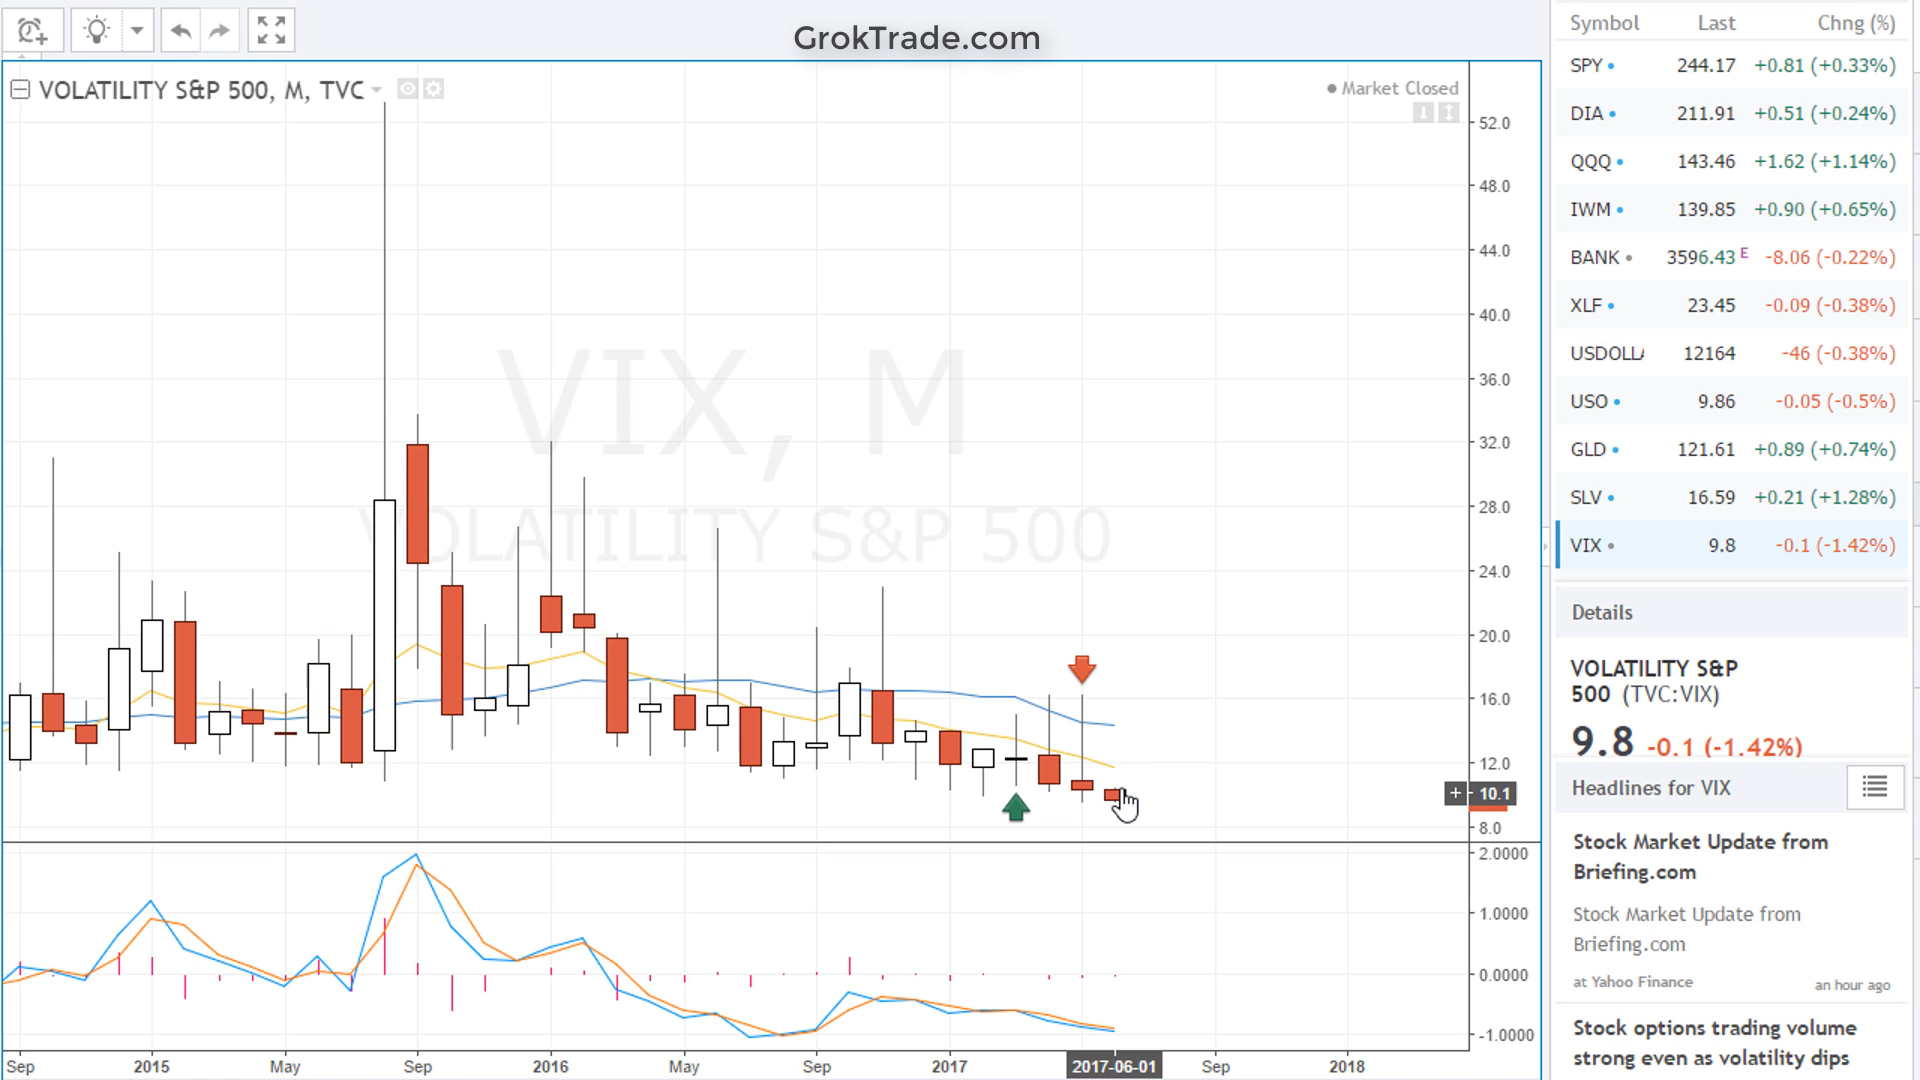 GrokTrade.com
VOLATILITY S&P 500, M, TVC
Market Closed
VIX, M
VOLATILITY S&P 500
52.0
48.0
44.0
40.0
36.0
32.0
28.0
24.0
20.0
16.0
12.0
10.1
8.0
2.0000
1.0000
0.0000
-1.0000
Sep 2015 May Sep 2016 May Sep 2017 2017-06-01 Sep 2018
Symbol Last Chng (%)
SPY 244.17 +0.81 (+0.33%)
DIA 211.91 +0.51 (+0.24%)
QQQ 143.46 +1.62 (+1.14%)
IWM 139.85 +0.90 (+0.65%)
BANK 3596.43 E -8.06 (-0.22%)
XLF 23.45 -0.09 (-0.38%)
USDOLLA 12164 -46 (-0.38%)
USO 9.86 -0.05 (-0.5%)
GLD 121.61 +0.89 (+0.74%)
SLV 16.59 +0.21 (+1.28%)
VIX 9.8 -0.1 (-1.42%)
Details
VOLATILITY S&P
500 (TVC:VIX)
9.8 -0.1 (-1.42%)
Headlines for VIX
Stock Market Update from
Briefing.com
Stock Market Update from
Briefing.com
at Yahoo Finance an hour ago
Stock options trading volume
strong even as volatility dips